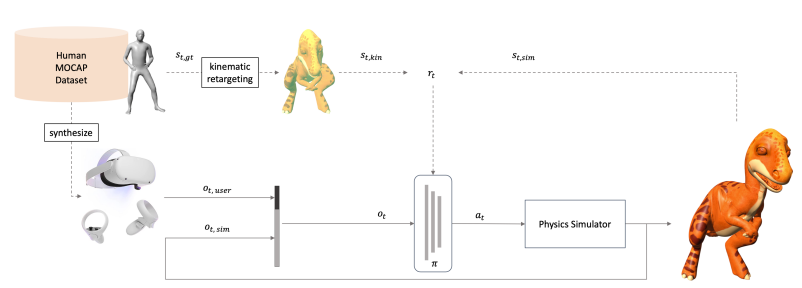 Human
MOCAP
Dataset
s_{t,gt}
kinematic
retargeting
s_{t,kin}
r_t
s_{t,sim}
synthesize
o_{t,user}
o_{t,sim}
o_t
π
a_t
Physics Simulator